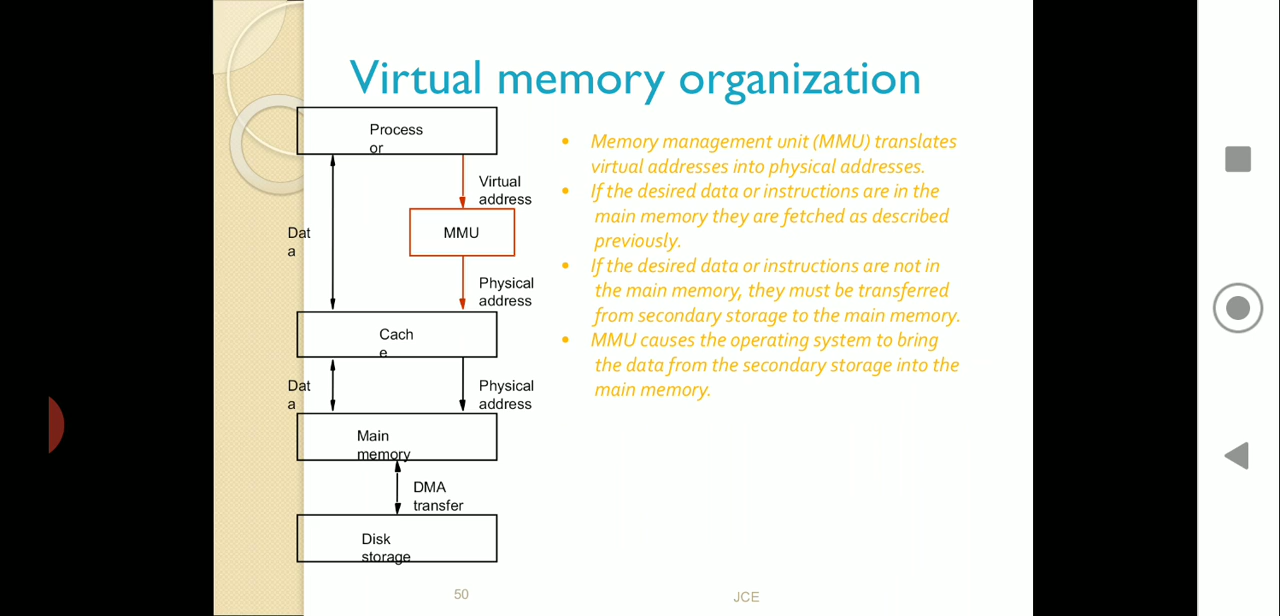 Virtual memory organization
Process
or
Virtual
address
Dat
a
MMU
Physical
address
Cach
e
Dat
a
Physical
address
Main
memory
DMA
transfer
Disk
storage
• Memory management unit (MMU) translates
virtual addresses into physical addresses.
• If the desired data or instructions are in the
main memory they are fetched as described
previously.
• If the desired data or instructions are not in
the main memory, they must be transferred
from secondary storage to the main memory.
• MMU causes the operating system to bring
the data from the secondary storage into the
main memory.
50
JCE